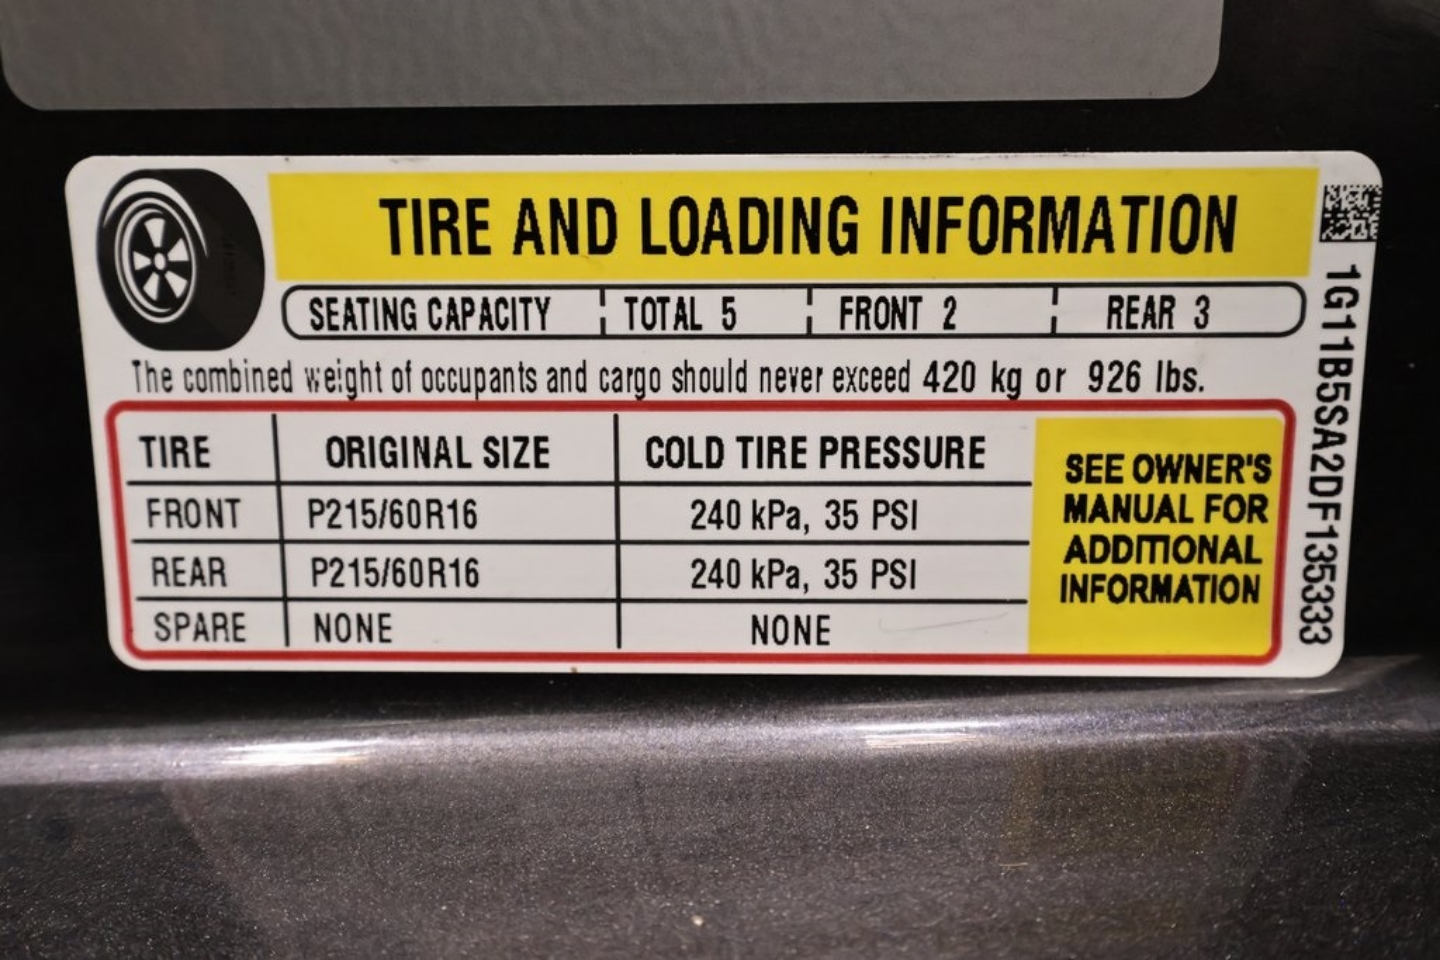 TIRE AND LOADING INFORMATION
SEATING CAPACITY TOTAL 5 FRONT 2 REAR 3
The combined weight of occupants and cargo should never exceed 420 kg or 926 lbs.
TIRE ORIGINAL SIZE COLD TIRE PRESSURE
FRONT P215/60R16 240 kPa, 35 PSI
REAR P215/60R16 240 kPa, 35 PSI
SPARE NONE NONE
SEE OWNER'S
MANUAL FOR
ADDITIONAL
INFORMATION
1G11B5SA2DF135333